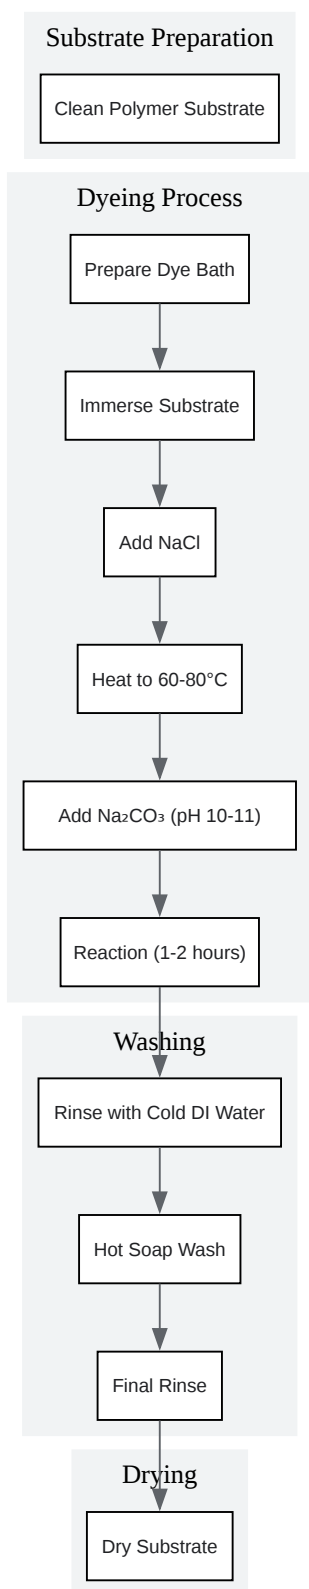 Substrate Preparation
Clean Polymer Substrate
Dyeing Process
Prepare Dye Bath
Immerse Substrate
Add NaCl
Heat to 60-80°C
Add Na₂CO₃ (pH 10-11)
Reaction (1-2 hours)
Washing
Rinse with Cold DI Water
Hot Soap Wash
Final Rinse
Drying
Dry Substrate